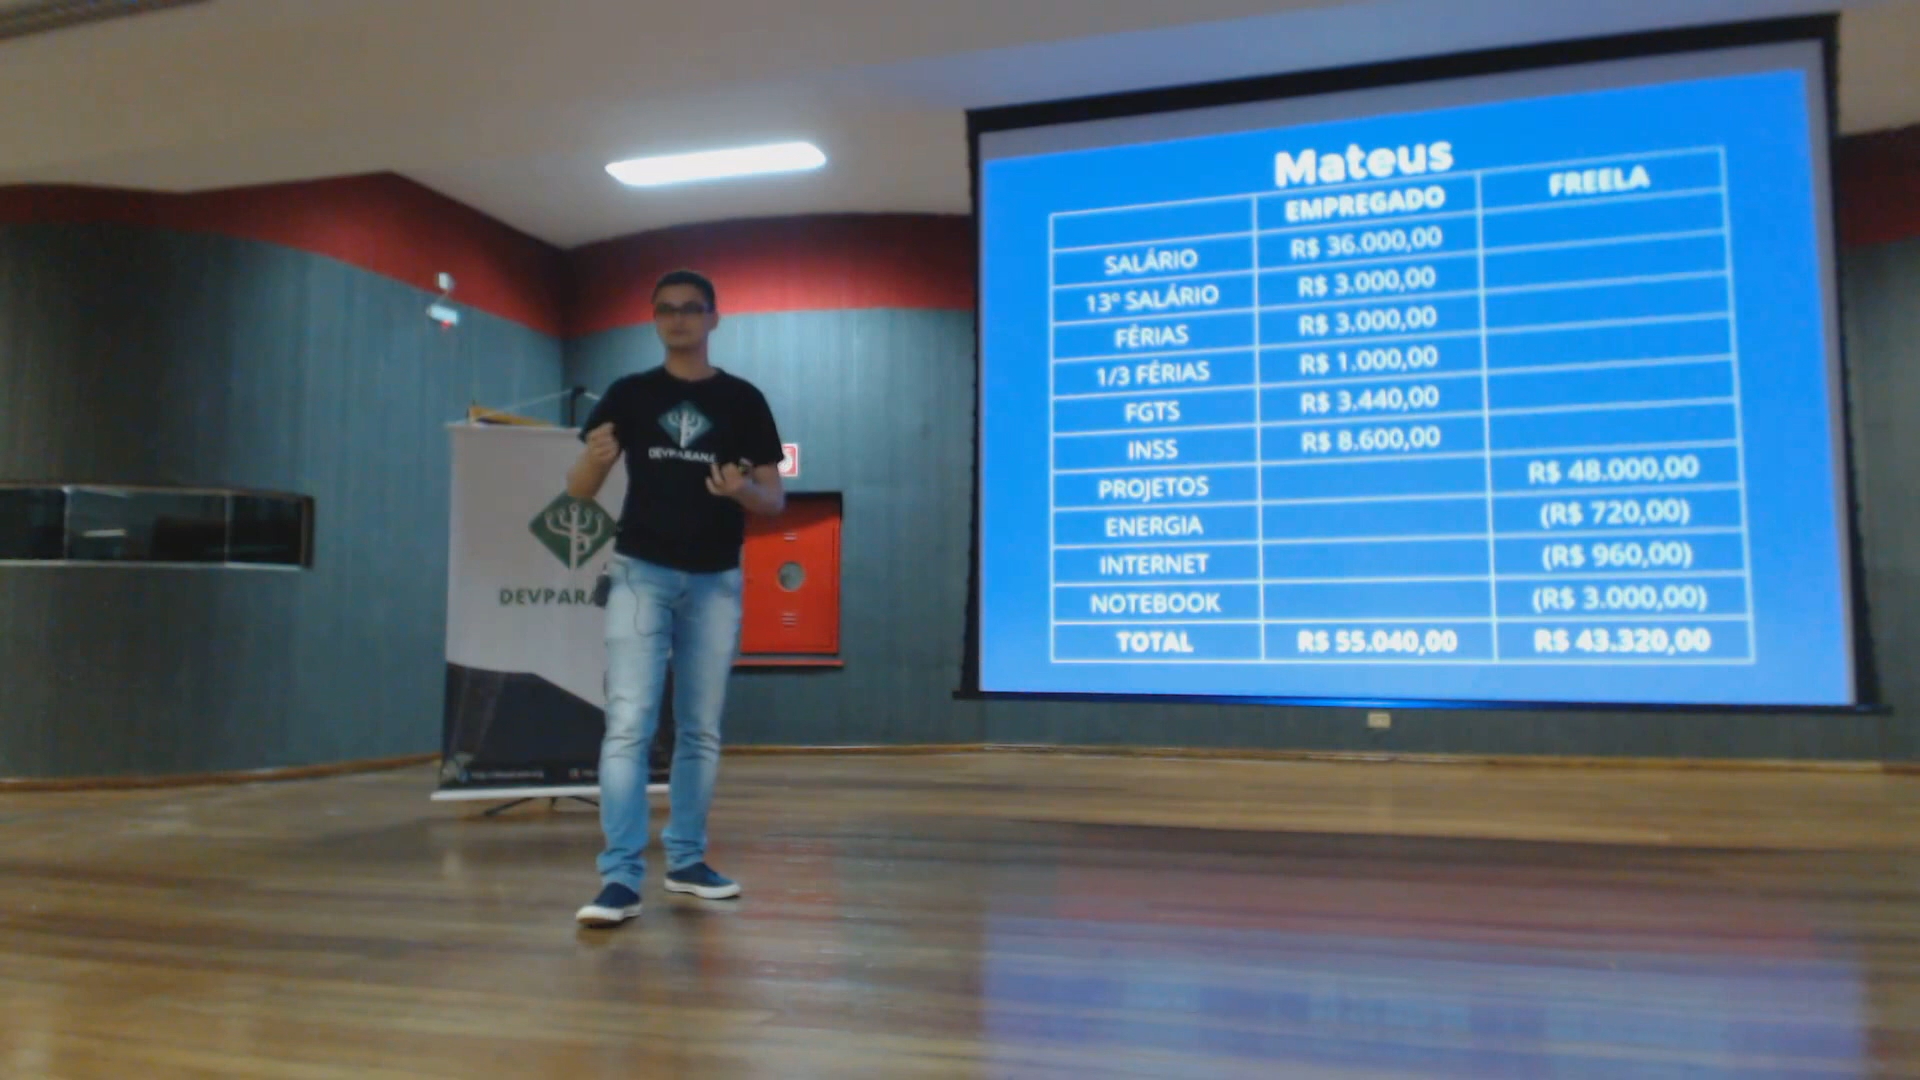 Mateus
EMPREGADO FREELA
SALÁRIO R$ 36.000,00
13º SALÁRIO R$ 3.000,00
FÉRIAS R$ 3.000,00
1/3 FÉRIAS R$ 1.000,00
FGTS R$ 3.440,00
INSS R$ 8.600,00
PROJETOS R$ 48.000,00
ENERGIA (R$ 720,00)
INTERNET (R$ 960,00)
NOTEBOOK (R$ 3.000,00)
TOTAL R$ 55.040,00 R$ 43.320,00
DEVPARANÁ